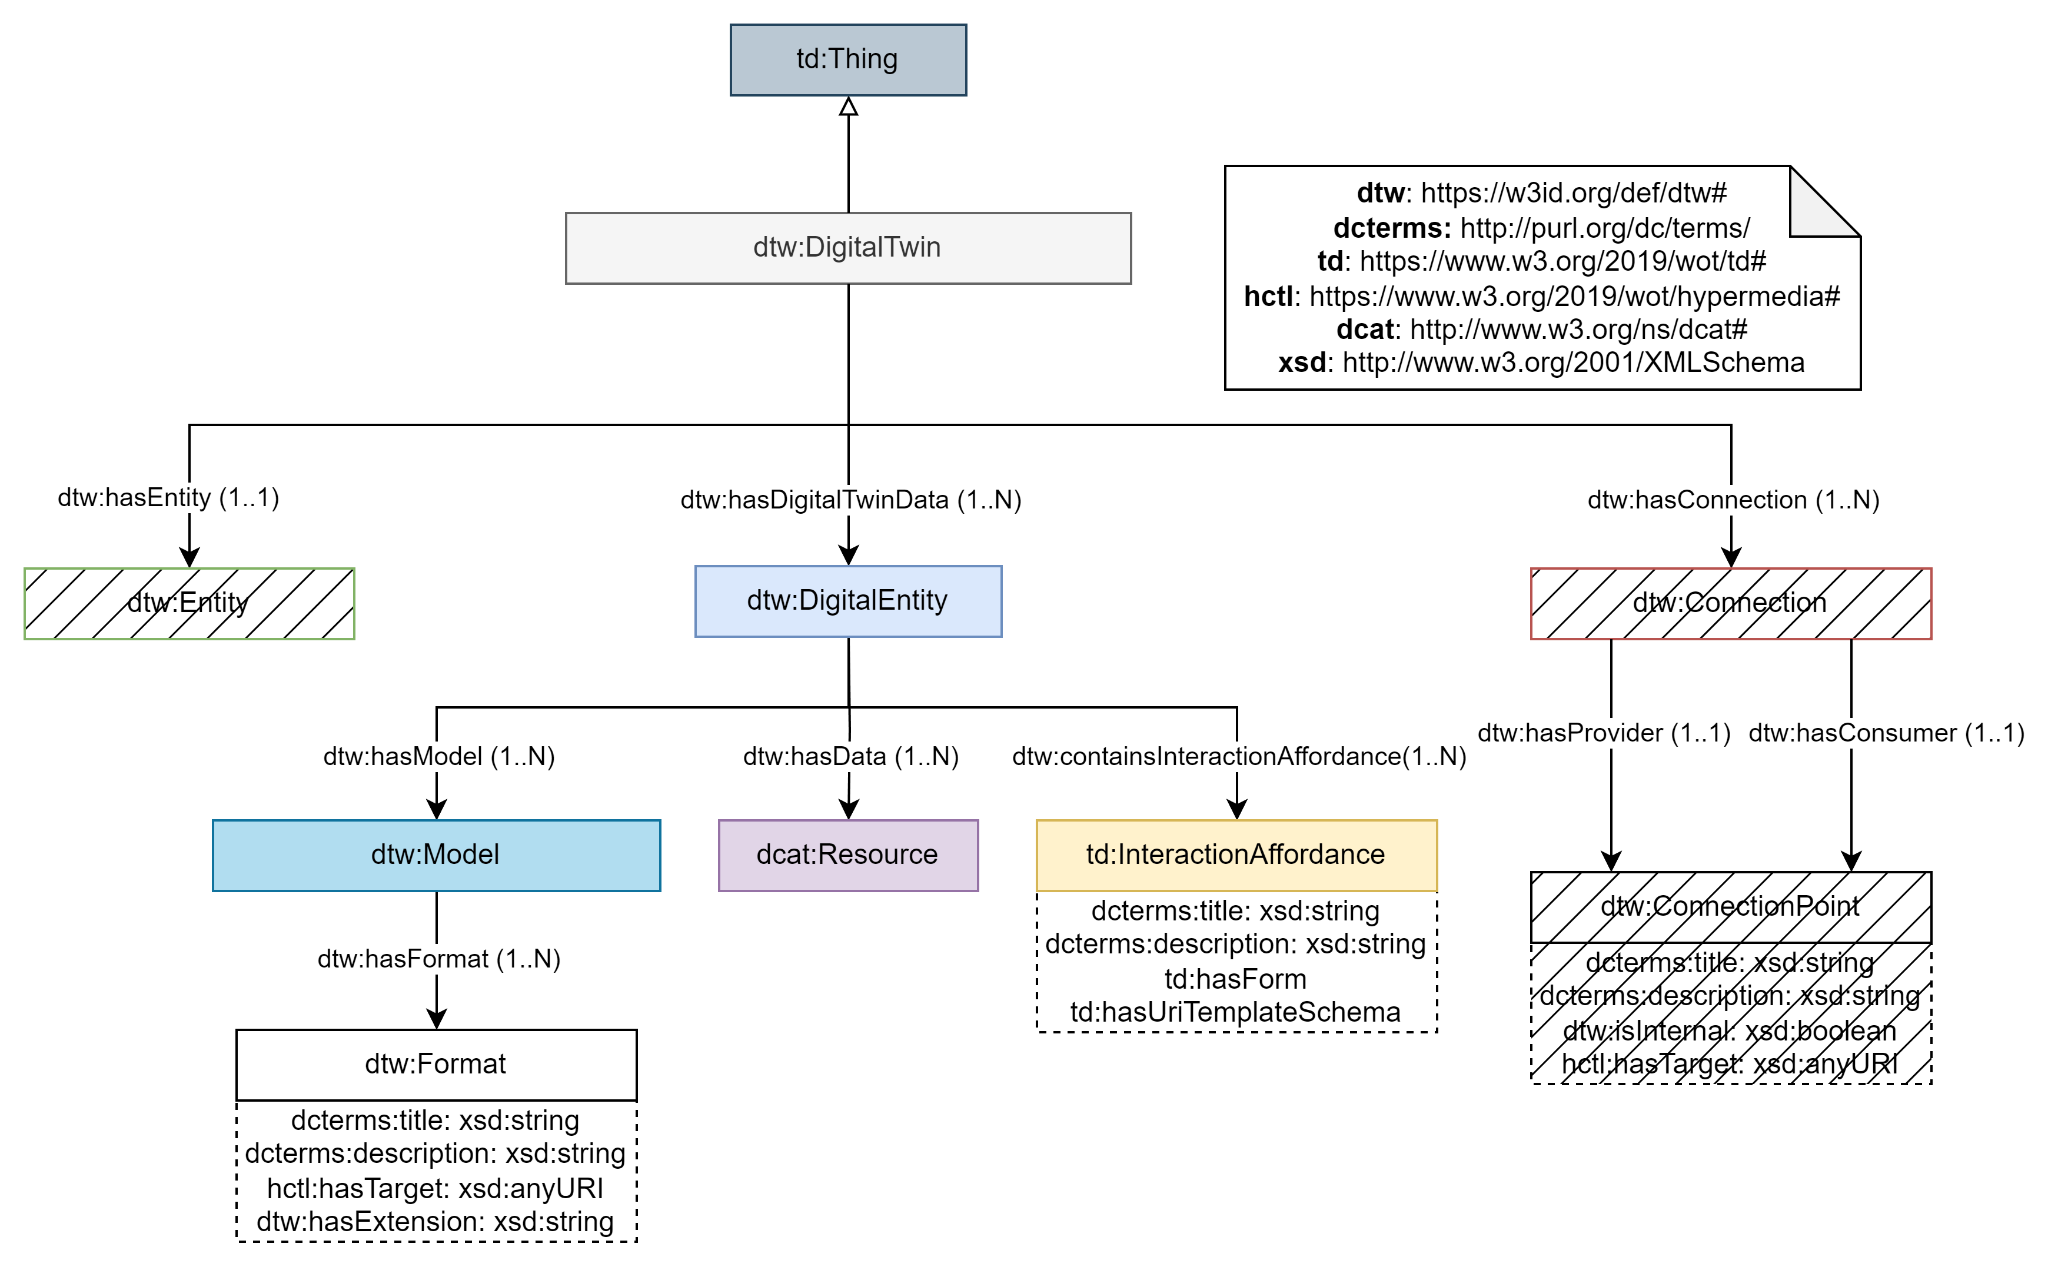 td:Thing
dtw:DigitalTwin
dtw: https://w3id.org/def/dtw#
dcterms: http://purl.org/dc/terms/
td: https://www.w3.org/2019/wot/td#
hctl: https://www.w3.org/2019/wot/hypermedia#
dcat: http://www.w3.org/ns/dcat#
xsd: http://www.w3.org/2001/XMLSchema
dtw:hasEntity (1..1)
dtw:hasDigitalTwinData (1..N)
dtw:hasConnection (1..N)
dtw:Entity
dtw:DigitalEntity
dtw:Connection
dtw:hasModel (1..N)
dtw:hasData (1..N)
dtw:containsInteractionAffordance(1..N)
dtw:hasProvider (1..1)
dtw:hasConsumer (1..1)
dtw:Model
dcat:Resource
td:InteractionAffordance
dcterms:title: xsd:string
dcterms:description: xsd:string
td:hasForm
td:hasUriTemplateSchema
dtw:ConnectionPoint
dcterms:title: xsd:string
dcterms:description: xsd:string
dtw:isInternal: xsd:boolean
hctl:hasTarget: xsd:anyURI
dtw:hasFormat (1..N)
dtw:Format
dcterms:title: xsd:string
dcterms:description: xsd:string
hctl:hasTarget: xsd:anyURI
dtw:hasExtension: xsd:string